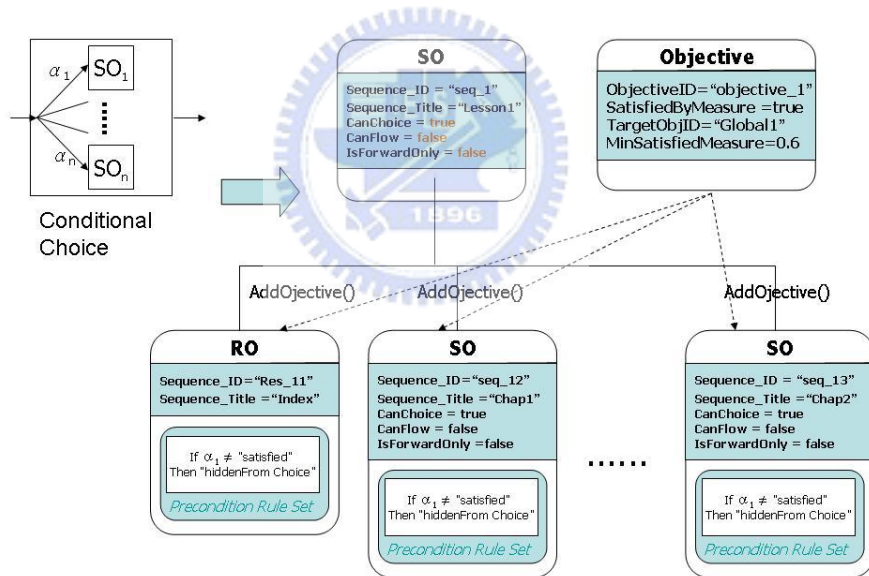 α1
SO1
αn
SOn
Conditional
Choice
SO
Sequence_ID = “seq_1”
Sequence_Title =“Lesson1”
CanChoice = true
CanFlow = false
IsForwardOnly = false
Objective
ObjectiveID=“objective_1”
SatisfiedByMeasure =true
TargetObjID=“Global1”
MinSatisfiedMeasure=0.6
1896
AddOjective()
AddOjective()
AddOjective()
RO
Sequence_ID=“Res_11”
Sequence_Title =“Index”
If α1 ≠ "satisfied"
Then "hiddenFrom Choice"
Precondition Rule Set
SO
Sequence_ID=“seq_12”
Sequence_Title =“Chap1”
CanChoice = true
CanFlow = false
IsForwardOnly =false
If α1 ≠ "satisfied"
Then "hiddenFrom Choice"
Precondition Rule Set
......
SO
Sequence_ID = “seq_13”
Sequence_Title =“Chap2”
CanChoice = true
CanFlow = false
IsForwardOnly = false
If α1 ≠ "satisfied"
Then "hiddenFrom Choice"
Precondition Rule Set